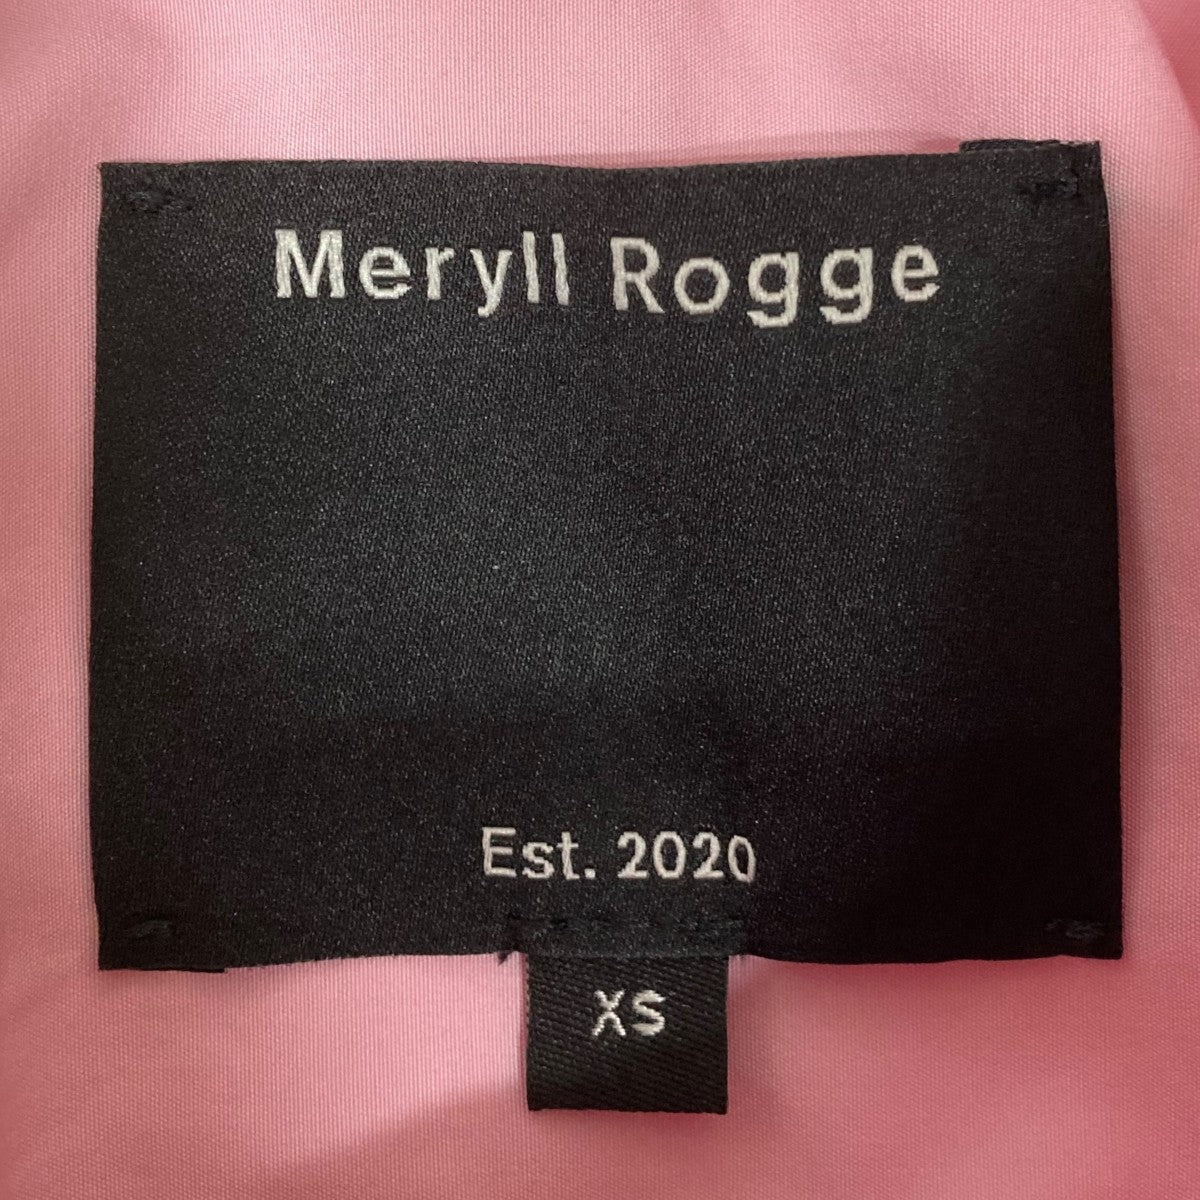 Meryll Rogge
Est. 2020
XS